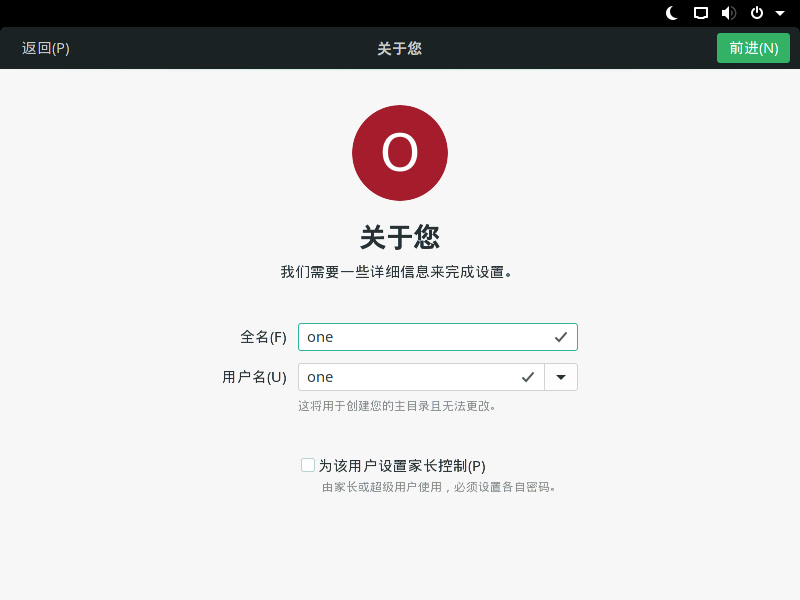 返回(P)
关于您
前进(N)
O
关于您
我们需要一些详细信息来完成设置。
全名(F)
one
用户名(U)
one
这将用于创建您的主目录且无法更改。
为该用户设置家长控制(P)
由家长或超级用户使用，必须设置各自密码。